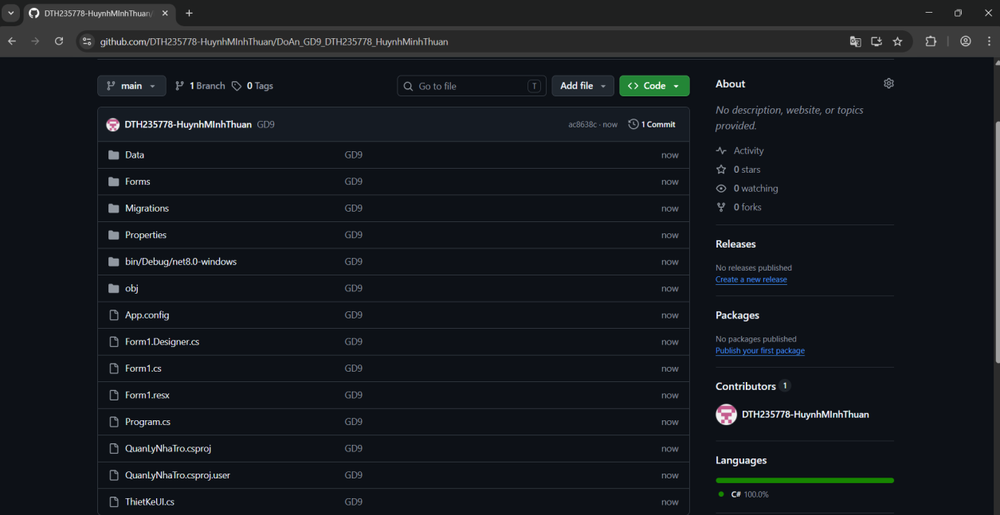 DTH235778-HuynhMInhThuan/
github.com/DTH235778-HuynhMInhThuan/DoAn_GD9_DTH235778_HuynhMinhThuan
main 1 Branch 0 Tags Go to file T Add file Code
DTH235778-HuynhMInhThuan GD9 ac8638c · now 1 Commit
Data GD9 now
Forms GD9 now
Migrations GD9 now
Properties GD9 now
bin/Debug/net8.0-windows GD9 now
obj GD9 now
App.config GD9 now
Form1.Designer.cs GD9 now
Form1.cs GD9 now
Form1.resx GD9 now
Program.cs GD9 now
QuanLyNhaTro.csproj GD9 now
QuanLyNhaTro.csproj.user GD9 now
ThietKeUI.cs GD9 now
About
No description, website, or topics
provided.
Activity
0 stars
0 watching
0 forks
Releases
No releases published
Create a new release
Packages
No packages published
Publish your first package
Contributors 1
DTH235778-HuynhMInhThuan
Languages
C# 100.0%